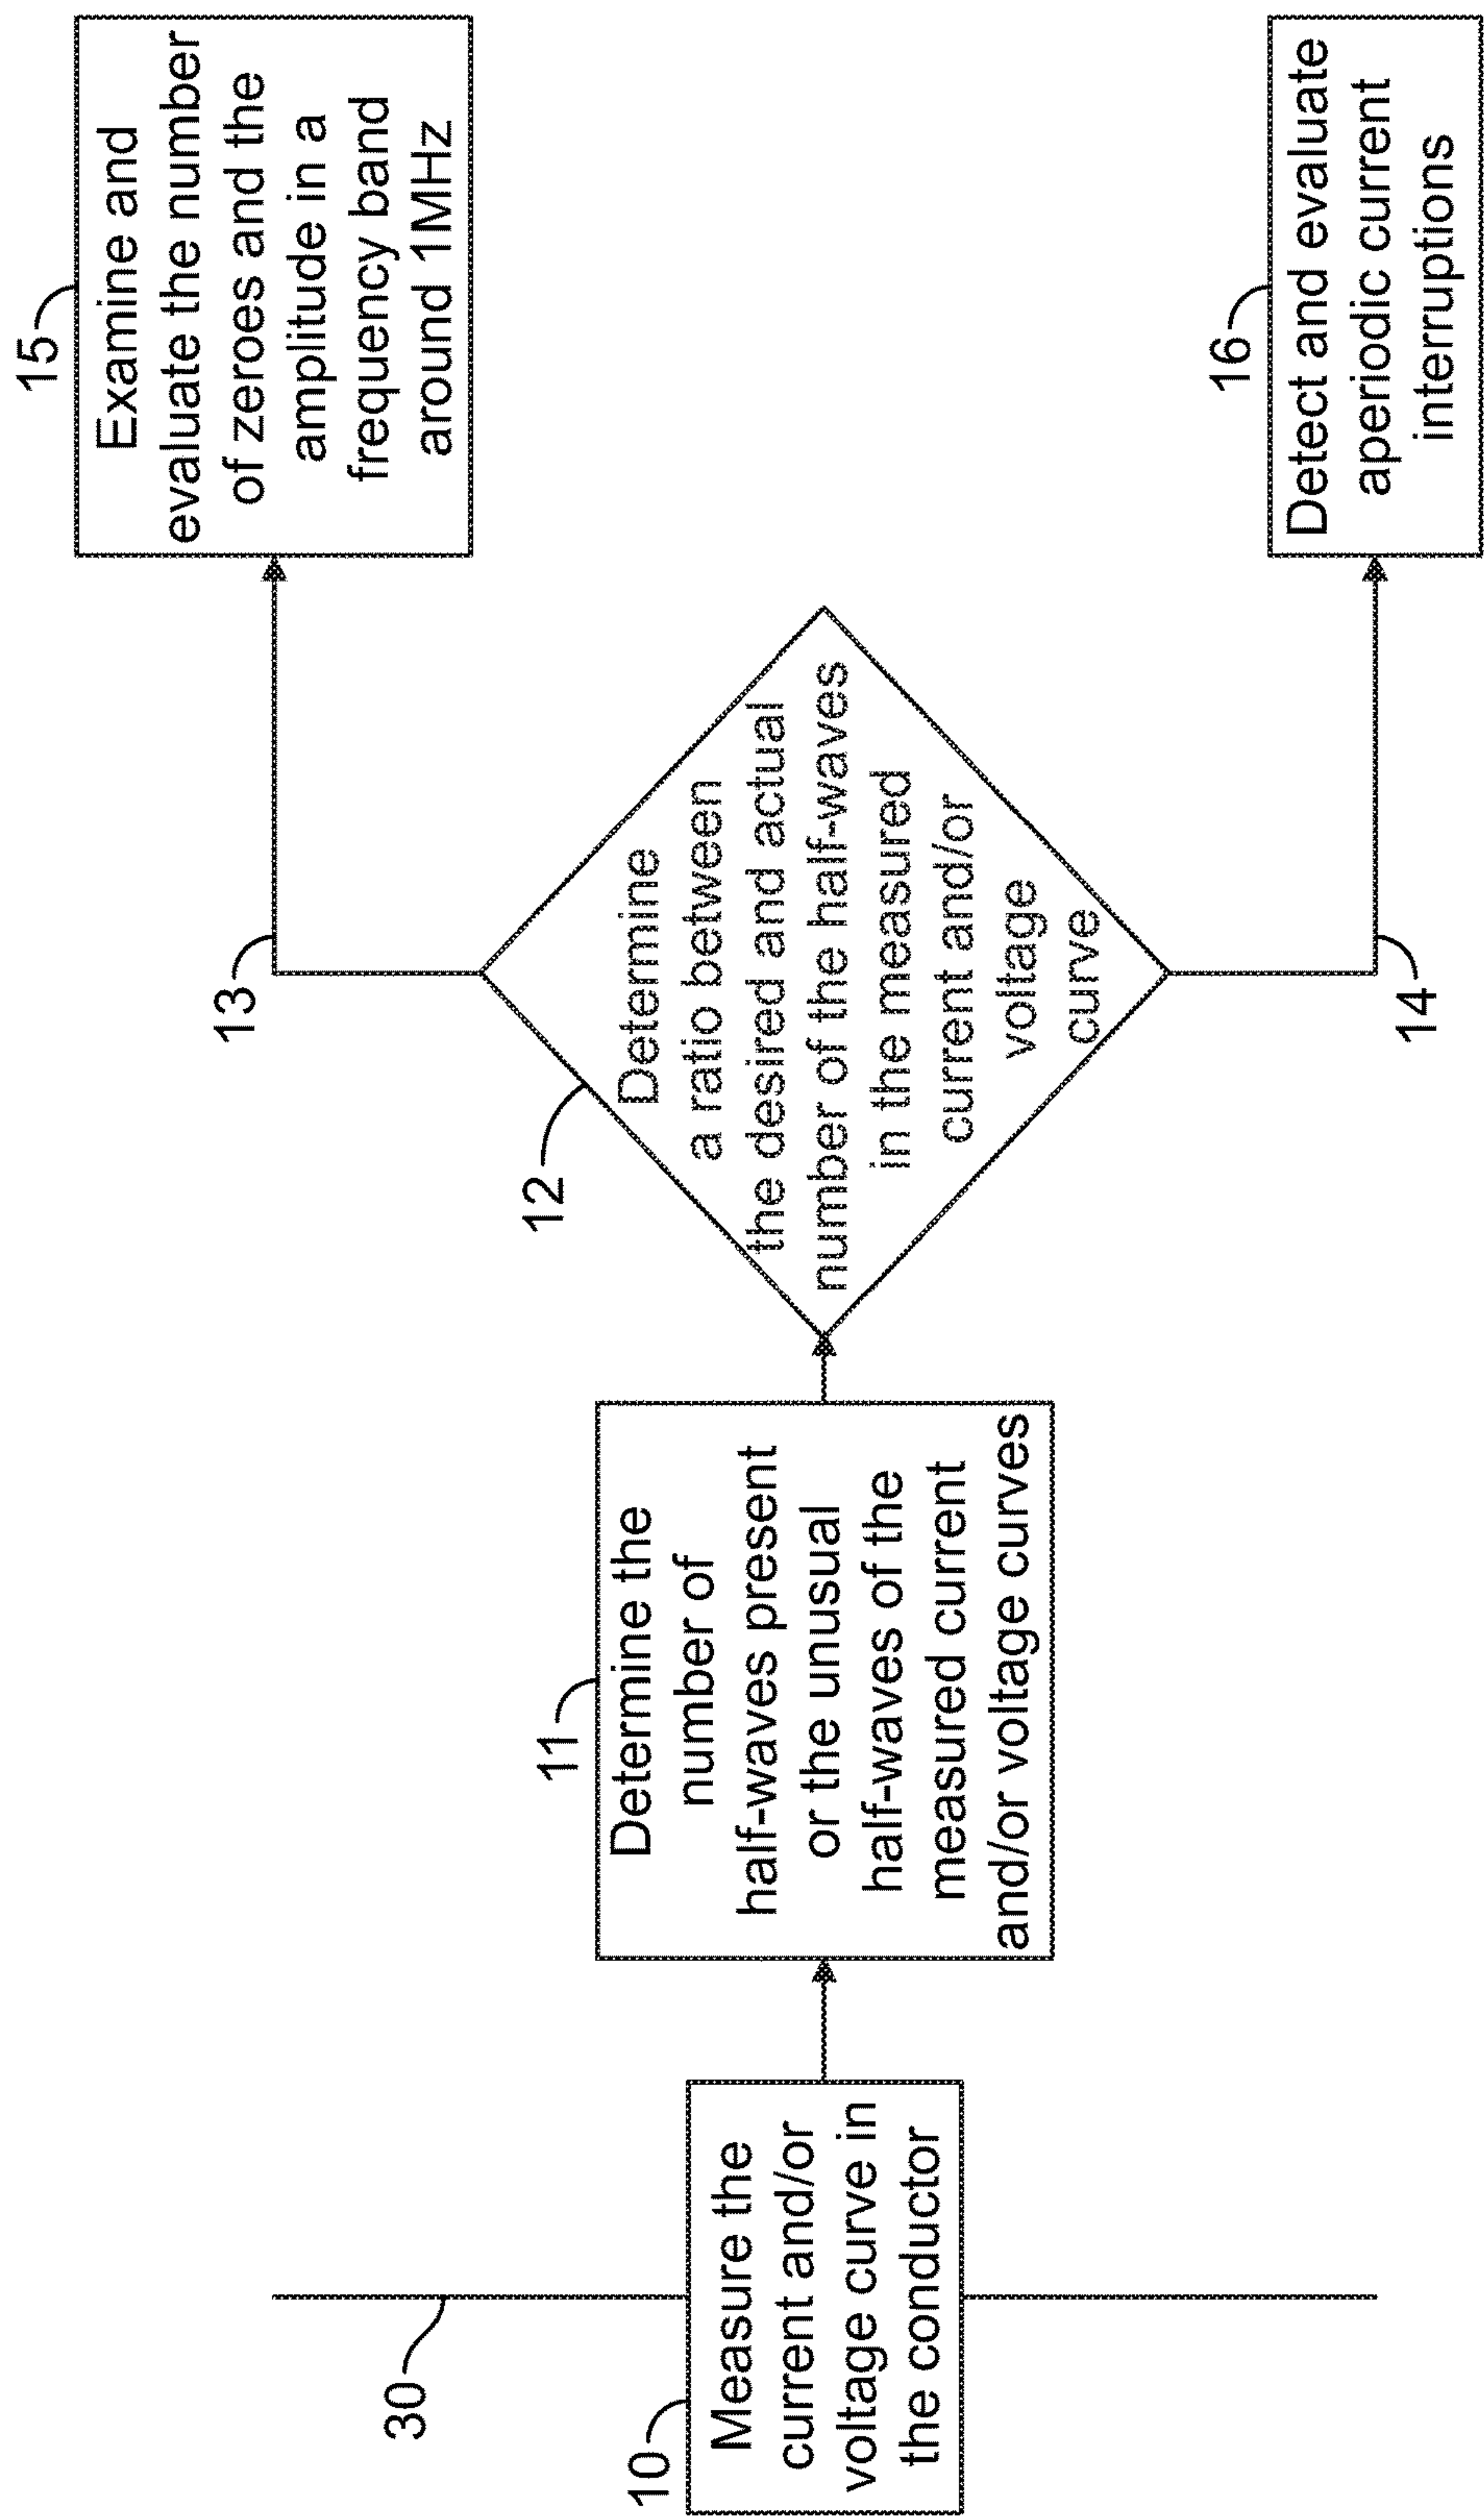 30
10
Measure the
current and/or
voltage curve in
the conductor
11
Determine the
number of
half-waves present
or the unusual
half-waves of the
measured current
and/or voltage curves
12
Determine
a ratio between
the desired and actual
number of the half-waves
in the measured
current and/or
voltage
curve
13
14
15
Examine and
evaluate the number
of zeroes and the
amplitude in a
frequency band
around 1MHz
16
Detect and evaluate
aperiodic current
interruptions